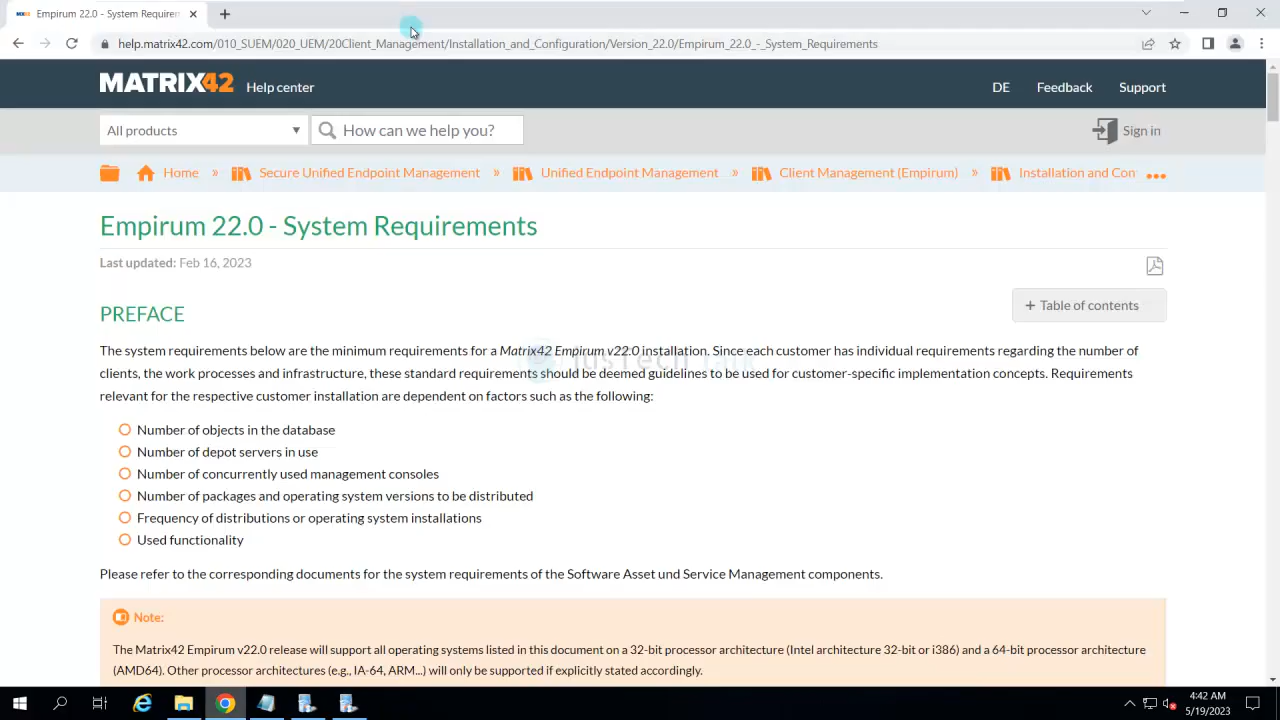 Empirum 22.0 - System Requiremen
help.matrix42.com/010_SUEM/020_UEM/20Client_Management/Installation_and_Configuration/Version_22.0/Empirum_22.0_-_System_Requirements
MATRIX42 Help center
DE Feedback Support
All products
How can we help you?
Sign in
Home » Secure Unified Endpoint Management » Unified Endpoint Management » Client Management (Empirum) » Installation and Con
Empirum 22.0 - System Requirements
Last updated: Feb 16, 2023
+ Table of contents
PREFACE
The system requirements below are the minimum requirements for a Matrix42 Empirum v22.0 installation. Since each customer has individual requirements regarding the number of
clients, the work processes and infrastructure, these standard requirements should be deemed guidelines to be used for customer-specific implementation concepts. Requirements
relevant for the respective customer installation are dependent on factors such as the following:
Number of objects in the database
Number of depot servers in use
Number of concurrently used management consoles
Number of packages and operating system versions to be distributed
Frequency of distributions or operating system installations
Used functionality
Please refer to the corresponding documents for the system requirements of the Software Asset und Service Management components.
Note:
The Matrix42 Empirum v22.0 release will support all operating systems listed in this document on a 32-bit processor architecture (Intel architecture 32-bit or i386) and a 64-bit processor architecture
(AMD64). Other processor architectures (e.g., IA-64, ARM...) will only be supported if explicitly stated accordingly.
4:42 AM
5/19/2023